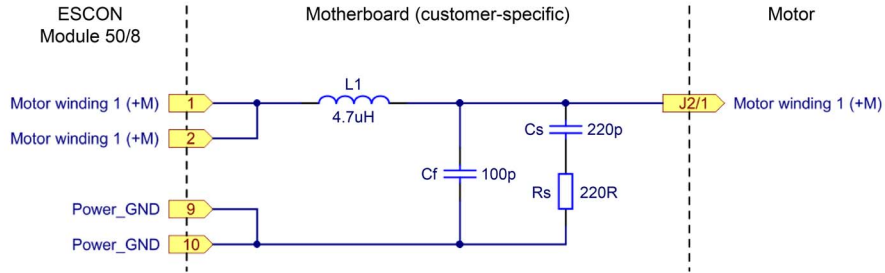 ESCON
Module 50/8
Motherboard (customer-specific)
Motor
L1
4.7uH
Motor winding 1 (+M) 1
J2/1 Motor winding 1 (+M)
Cs 220p
Motor winding 1 (+M) 2
Cf 100p
Rs 220R
Power_GND 9
Power_GND 10